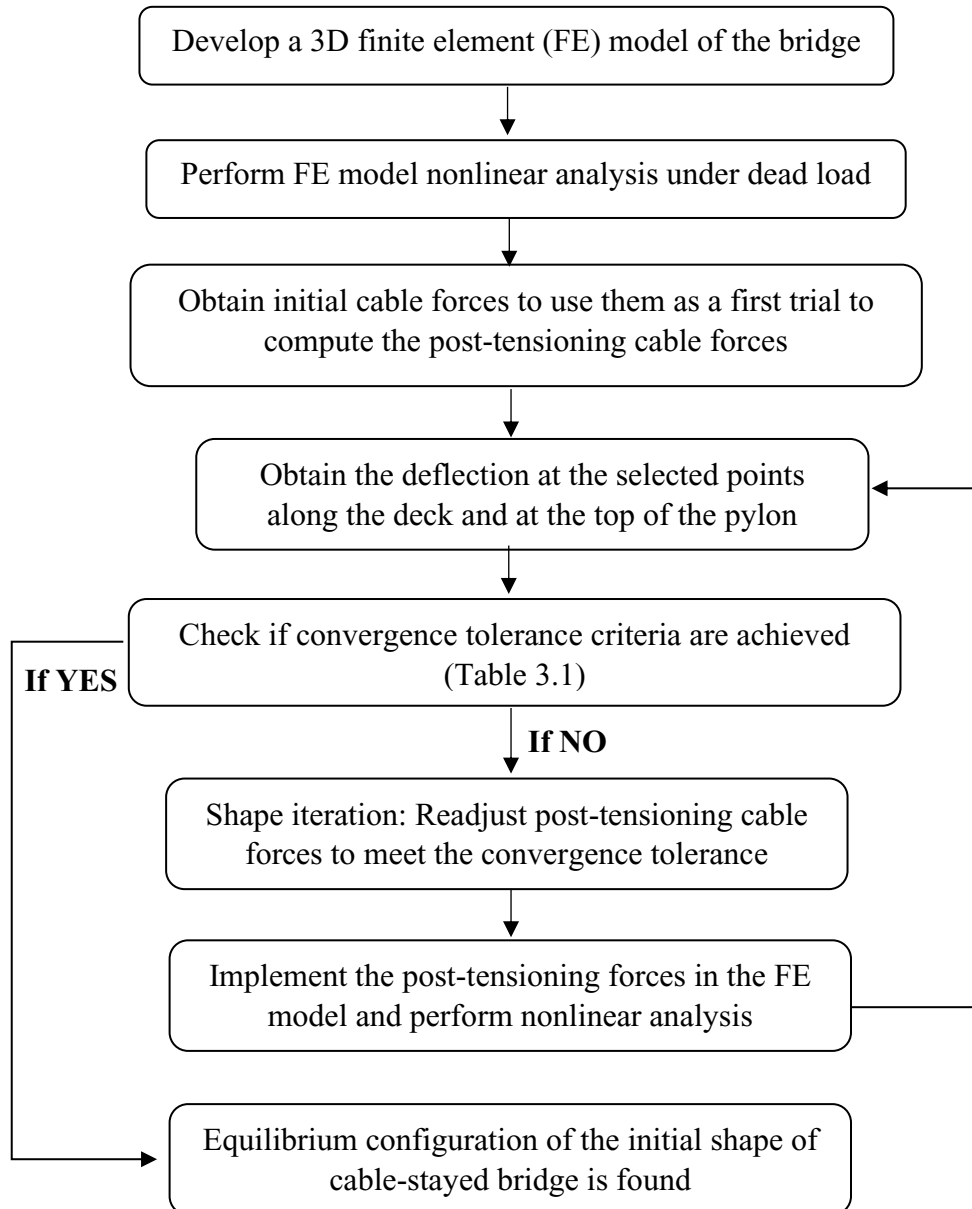 Develop a 3D finite element (FE) model of the bridge
Perform FE model nonlinear analysis under dead load
Obtain initial cable forces to use them as a first trial to
compute the post-tensioning cable forces
Obtain the deflection at the selected points
along the deck and at the top of the pylon
Check if convergence tolerance criteria are achieved
(Table 3.1)
If YES
If NO
Shape iteration: Readjust post-tensioning cable
forces to meet the convergence tolerance
Implement the post-tensioning forces in the FE
model and perform nonlinear analysis
Equilibrium configuration of the initial shape of
cable-stayed bridge is found